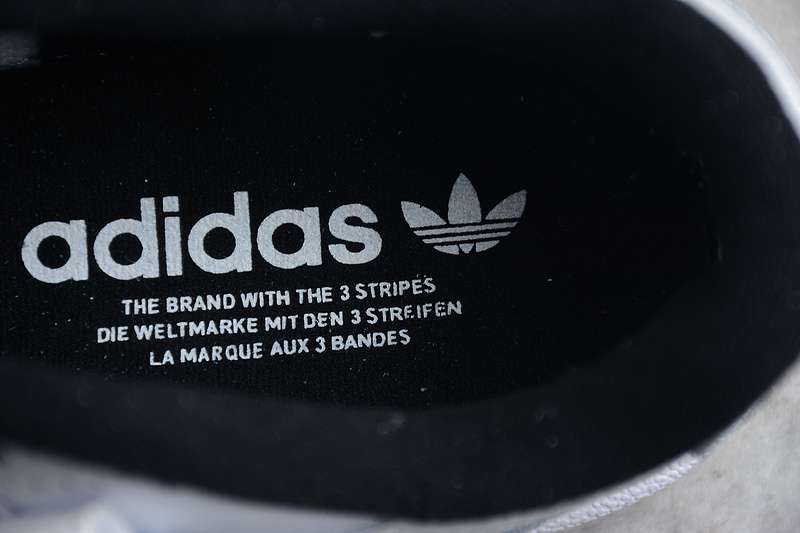 adidas
THE BRAND WITH THE 3 STRIPES
DIE WELTMARKE MIT DEN 3 STREIFEN
LA MARQUE AUX 3 BANDES